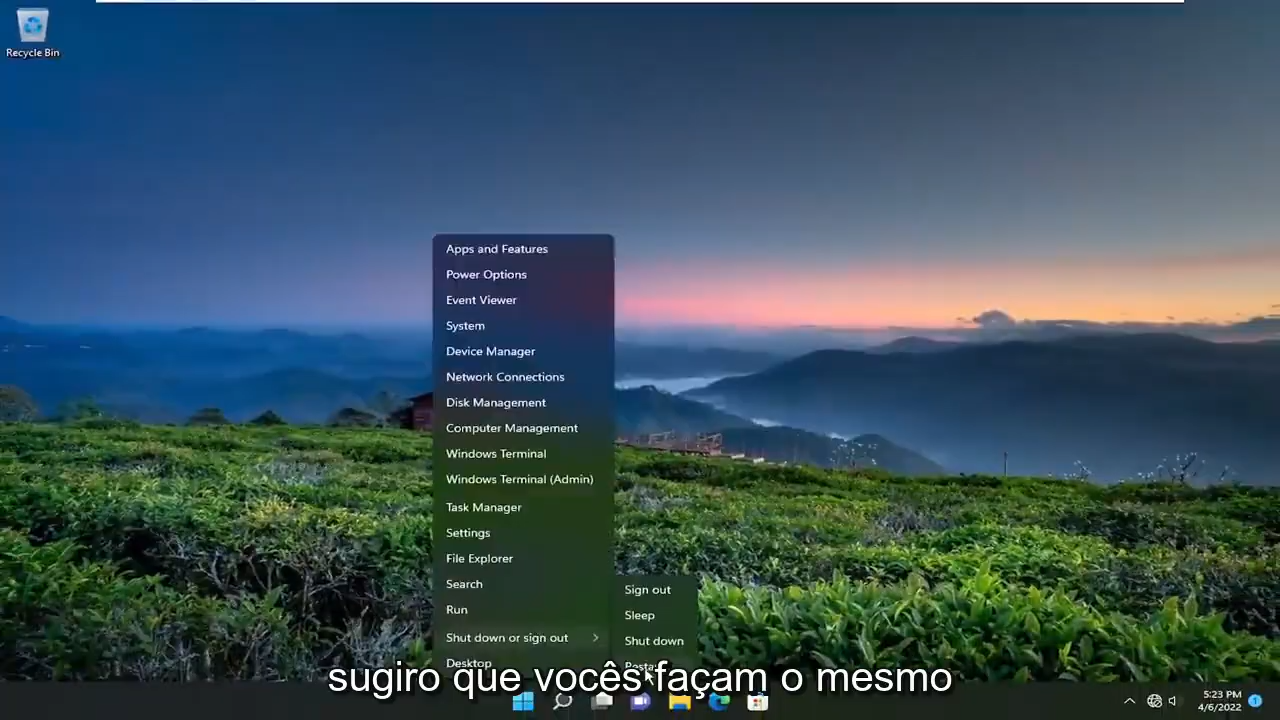 Recycle Bin
Apps and Features
Power Options
Event Viewer
System
Device Manager
Network Connections
Disk Management
Computer Management
Windows Terminal
Windows Terminal (Admin)
Task Manager
Settings
File Explorer
Search
Run
Shut down or sign out
Desktop
Sign out
Sleep
Shut down
sugiro que vocês façam o mesmo
5:23 PM
4/6/2022
1